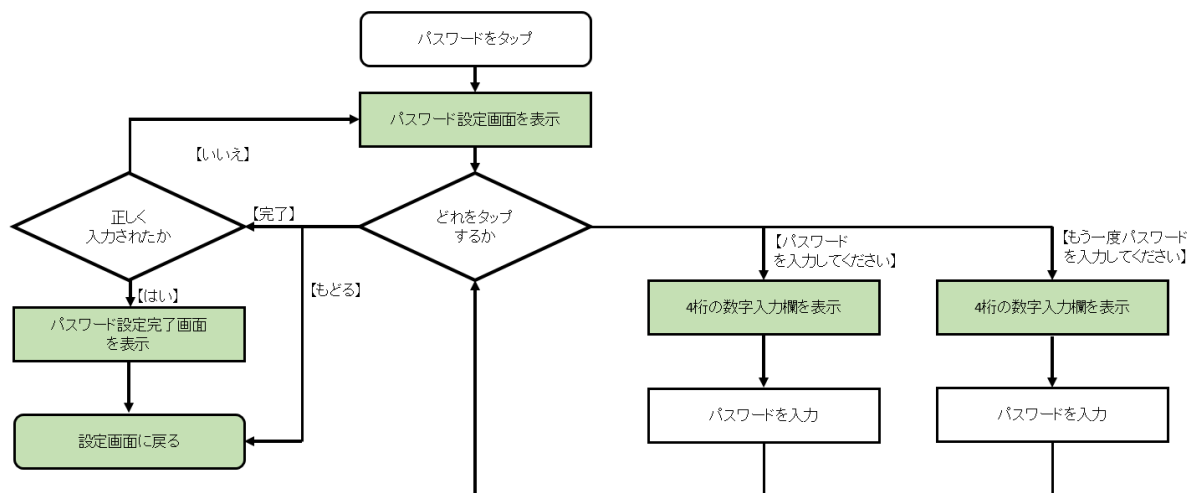 パスワードをタップ
パスワード設定画面を表示
【いいえ】
正しく
入力されたか
【完了】
どれをタップ
するか
【パスワード
を入力してください】
【もう一度パスワード
を入力してください】
【はい】
【もどる】
パスワード設定完了画面
を表示
4桁の数字入力欄を表示
4桁の数字入力欄を表示
設定画面に戻る
パスワードを入力
パスワードを入力